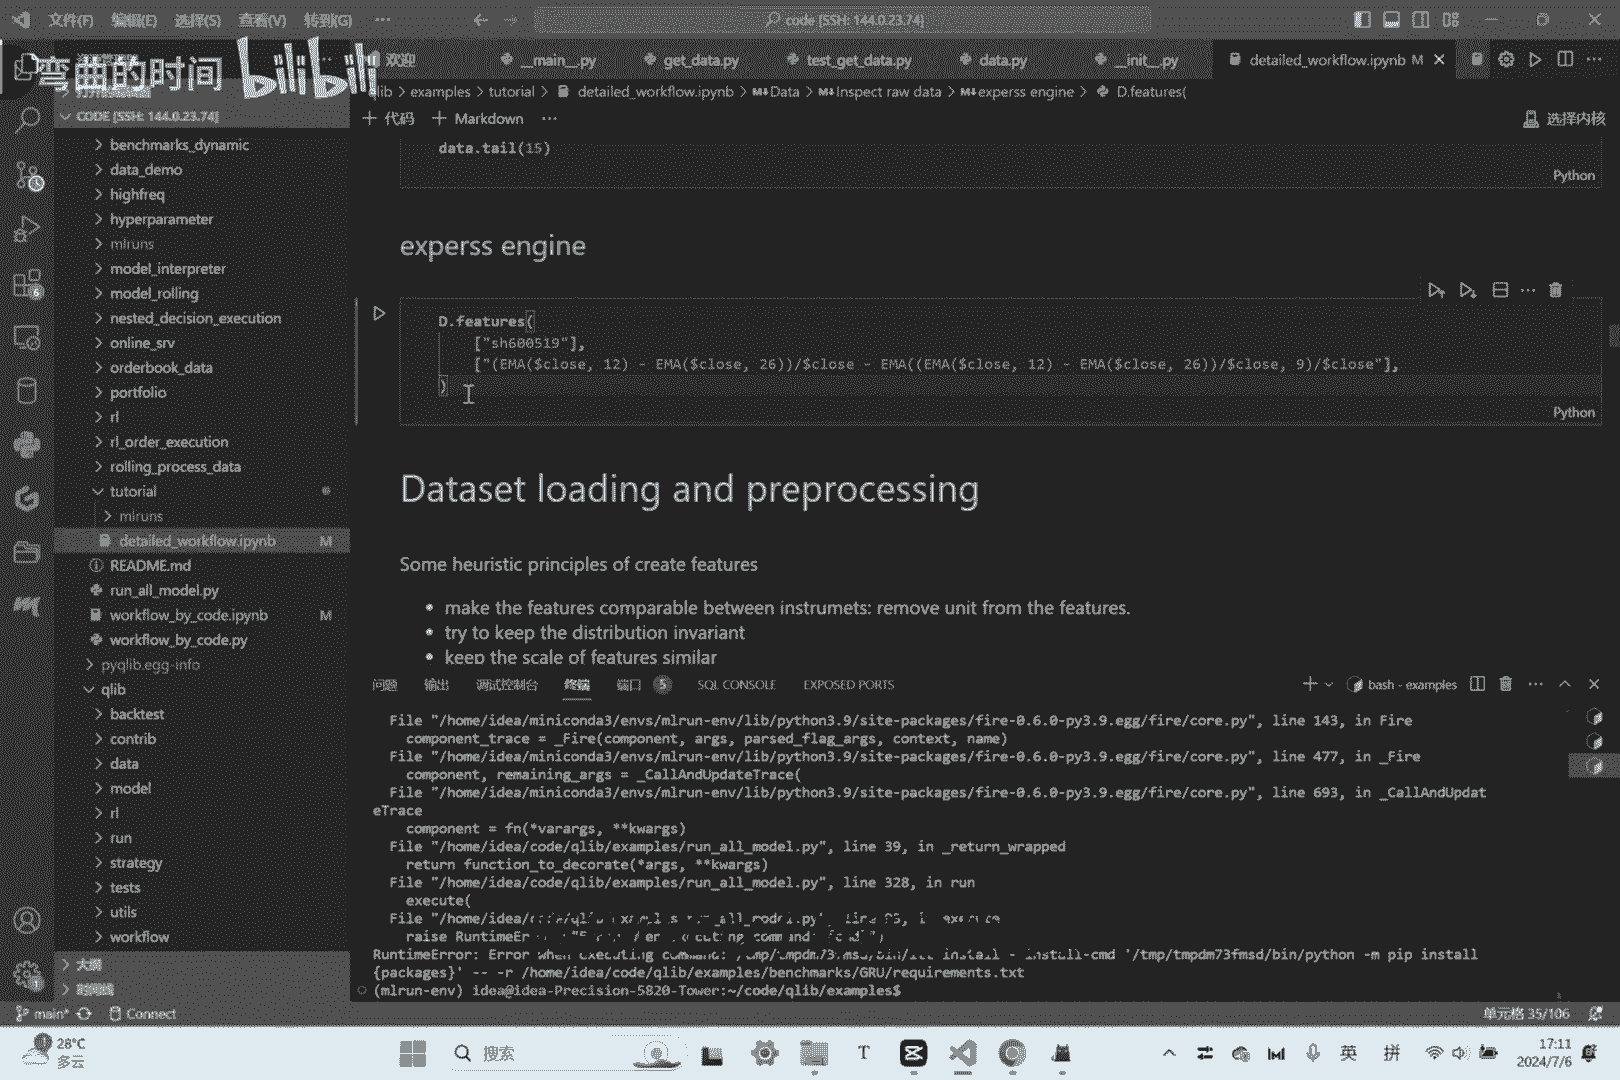 文件(F) 编辑(E) 选择(S) 查看(V) 转到(G) ··· code [SSH: 144.0.23.74]
弯曲的时间 bilibili
欢迎 __main__.py get_data.py test_get_data.py data.py __init__.py detailed_workflow.ipynb M
qlib > examples > tutorial > detailed_workflow.ipynb > Data > Inspect raw data > experss engine > D.features(
CODE [SSH: 144.0.23.74]
+ 代码 + Markdown ··· 选择内核
benchmarks_dynamic
data_demo
highfreq
hyperparameter
mlruns
model_interpreter
model_rolling
nested_decision_execution
online_srv
orderbook_data
portfolio
rl
rl_order_execution
rolling_process_data
tutorial
mlruns
detailed_workflow.ipynb M
README.md
run_all_model.py
workflow_by_code.ipynb M
workflow_by_code.py
pyqlib.egg-info
qlib
backtest
contrib
data
model
rl
run
strategy
tests
utils
workflow
大纲
data.tail(15)
Python
experss engine
D.features(
["sh600519"],
["(EMA($close, 12) - EMA($close, 26))/$close - EMA((EMA($close, 12) - EMA($close, 26))/$close, 9)/$close"],
)
Python
Dataset loading and preprocessing
Some heuristic principles of create features
• make the features comparable between instrumets: remove unit from the features.
• try to keep the distribution invariant
• keep the scale of features similar
问题 输出 调试控制台 终端 端口 5 SQL CONSOLE EXPOSED PORTS bash - examples
File "/home/idea/miniconda3/envs/mlrun-env/lib/python3.9/site-packages/fire-0.6.0-py3.9.egg/fire/core.py", line 143, in Fire
component_trace = _Fire(component, args, parsed_flag_args, context, name)
File "/home/idea/miniconda3/envs/mlrun-env/lib/python3.9/site-packages/fire-0.6.0-py3.9.egg/fire/core.py", line 477, in _Fire
component, remaining_args = _CallAndUpdateTrace(
File "/home/idea/miniconda3/envs/mlrun-env/lib/python3.9/site-packages/fire-0.6.0-py3.9.egg/fire/core.py", line 693, in _CallAndUpdat
eTrace
component = fn(*varargs, **kwargs)
File "/home/idea/code/qlib/examples/run_all_model.py", line 39, in _return_wrapped
return function_to_decorate(*args, **kwargs)
File "/home/idea/code/qlib/examples/run_all_model.py", line 328, in run
execute(
File
raise
RuntimeError: Error when executing command: install - install-cmd '/tmp/tmpdm73fmsd/bin/python -m pip install
{packages}' -- -r /home/idea/code/qlib/examples/benchmarks/GRU/requirements.txt
(mlrun-env) idea@idea-Precision-5820-Tower:~/code/qlib/examples$
main* Connect 单元格 35/106
28°C
多云
搜索
英 拼
17:11
2024/7/6